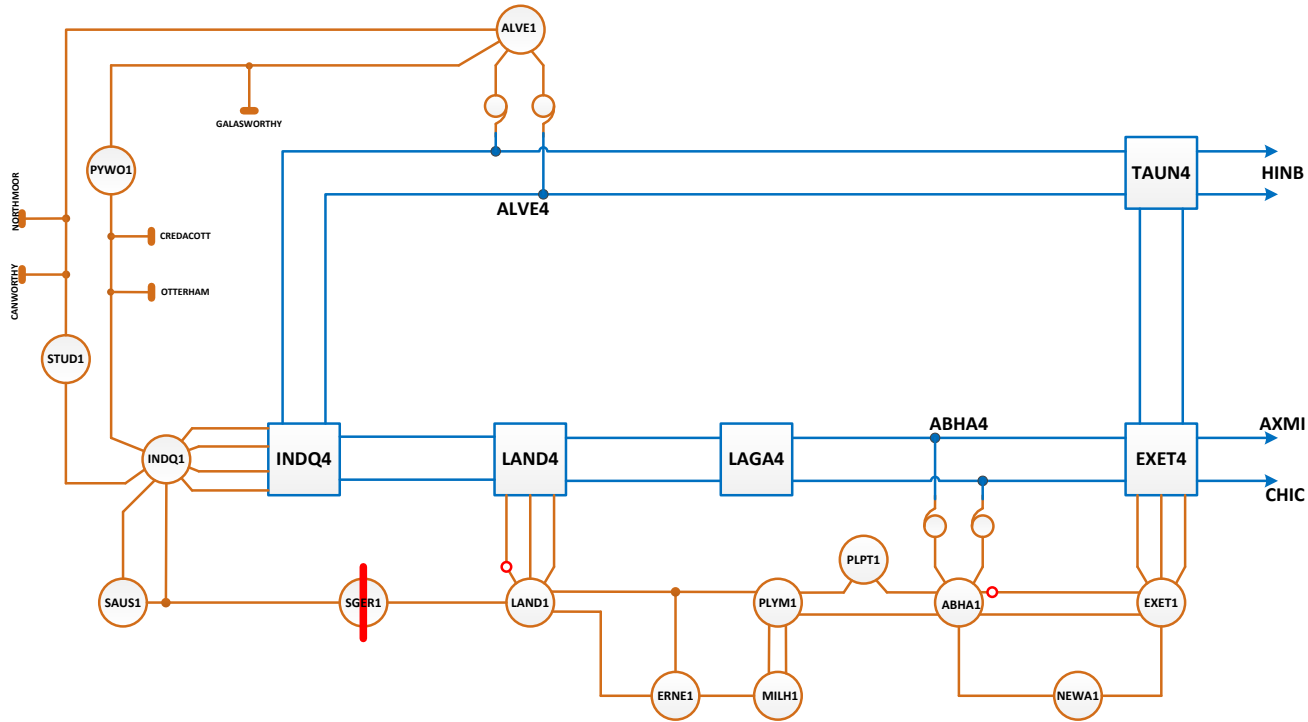 ALVE1
GALASWORTHY
PYWO1
TAUN4
HINB
NORTHMOOR
ALVE4
CREDACOTT
CANWORTHY
OTTERHAM
STUD1
ABHA4
AXMI
INDQ1
INDQ4
LAND4
LAGA4
EXET4
CHIC
PLPT1
SAUS1
SGER1
LAND1
PLYM1
ABHA1
EXET1
ERNE1
MILH1
NEWA1